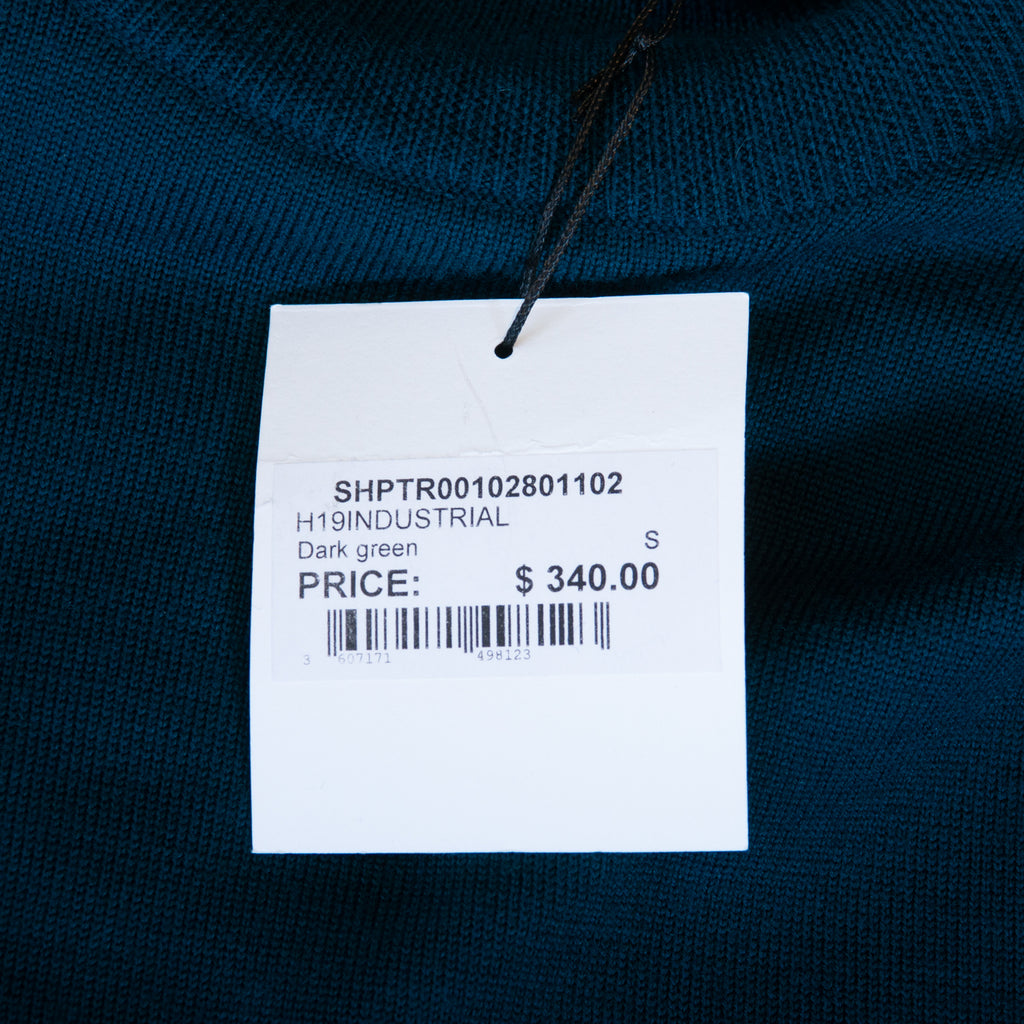 SHPTR00102801102
H19INDUSTRIAL
Dark green S
PRICE: $ 340.00
3 607171 498123